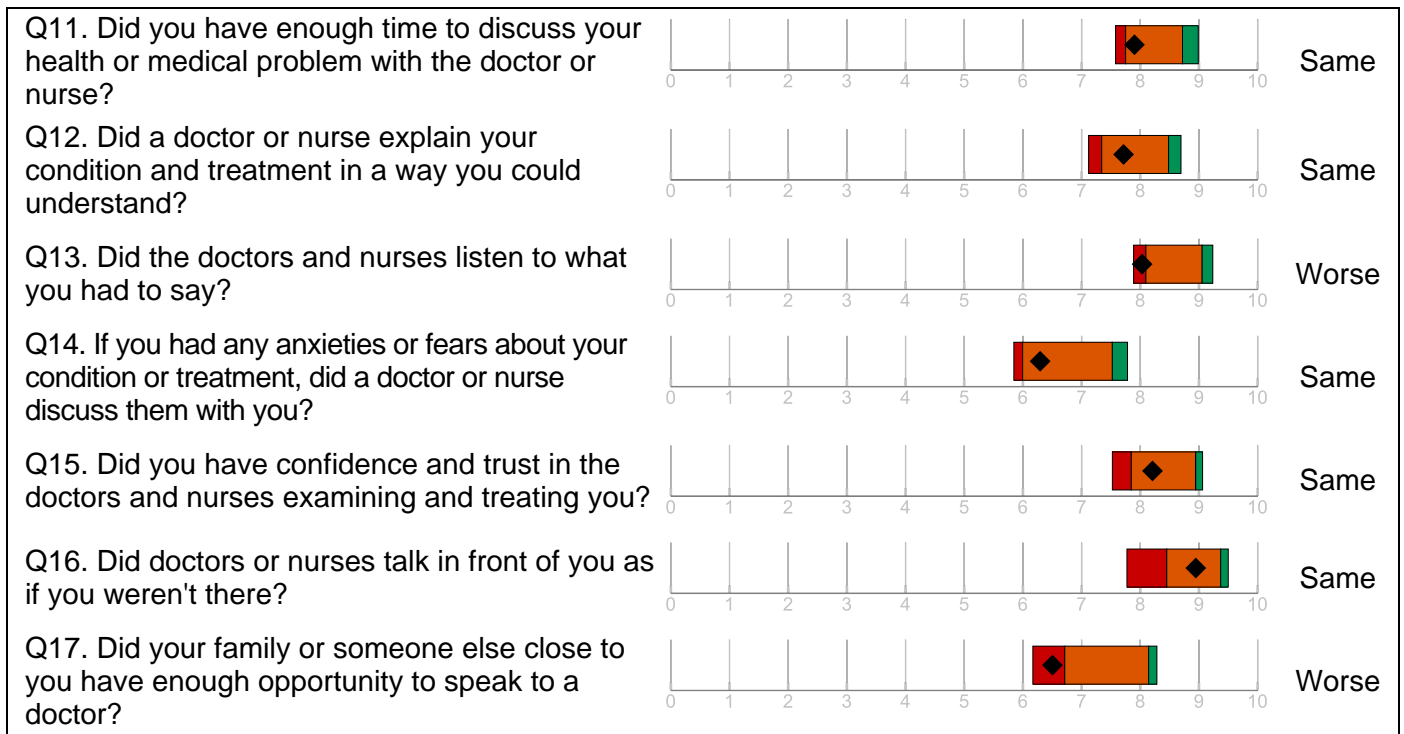 Q11. Did you have enough time to discuss your
health or medical problem with the doctor or
nurse?
0 1 2 3 4 5 6 7 8 9 10
Same
Q12. Did a doctor or nurse explain your
condition and treatment in a way you could
understand?
0 1 2 3 4 5 6 7 8 9 10
Same
Q13. Did the doctors and nurses listen to what
you had to say?
0 1 2 3 4 5 6 7 8 9 10
Worse
Q14. If you had any anxieties or fears about your
condition or treatment, did a doctor or nurse
discuss them with you?
0 1 2 3 4 5 6 7 8 9 10
Same
Q15. Did you have confidence and trust in the
doctors and nurses examining and treating you?
0 1 2 3 4 5 6 7 8 9 10
Same
Q16. Did doctors or nurses talk in front of you as
if you weren't there?
0 1 2 3 4 5 6 7 8 9 10
Same
Q17. Did your family or someone else close to
you have enough opportunity to speak to a
doctor?
0 1 2 3 4 5 6 7 8 9 10
Worse